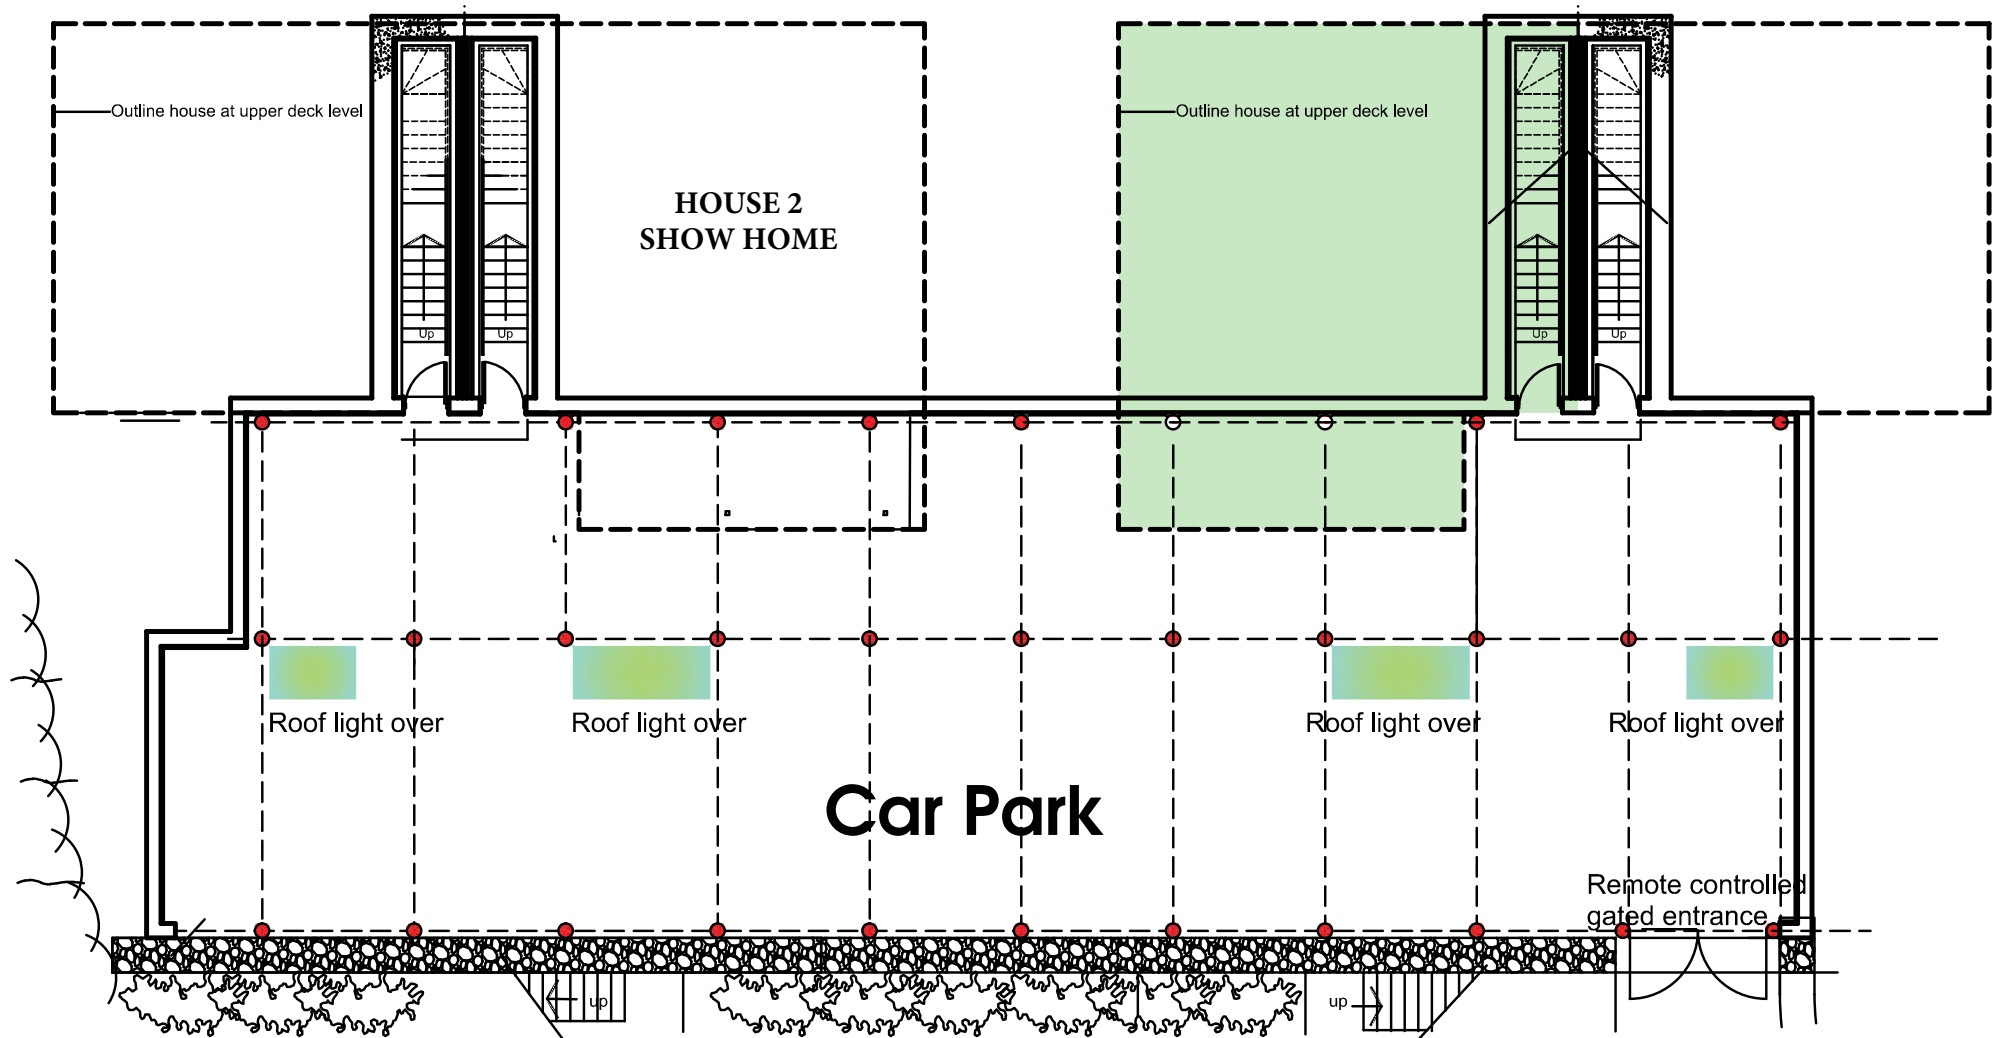 Outline house at upper deck level
Outline house at upper deck level
HOUSE 2
SHOW HOME
Up
Up
Up
Up
Roof light over
Roof light over
Roof light over
Roof light over
Car Park
Remote controlled
gated entrance
up
up